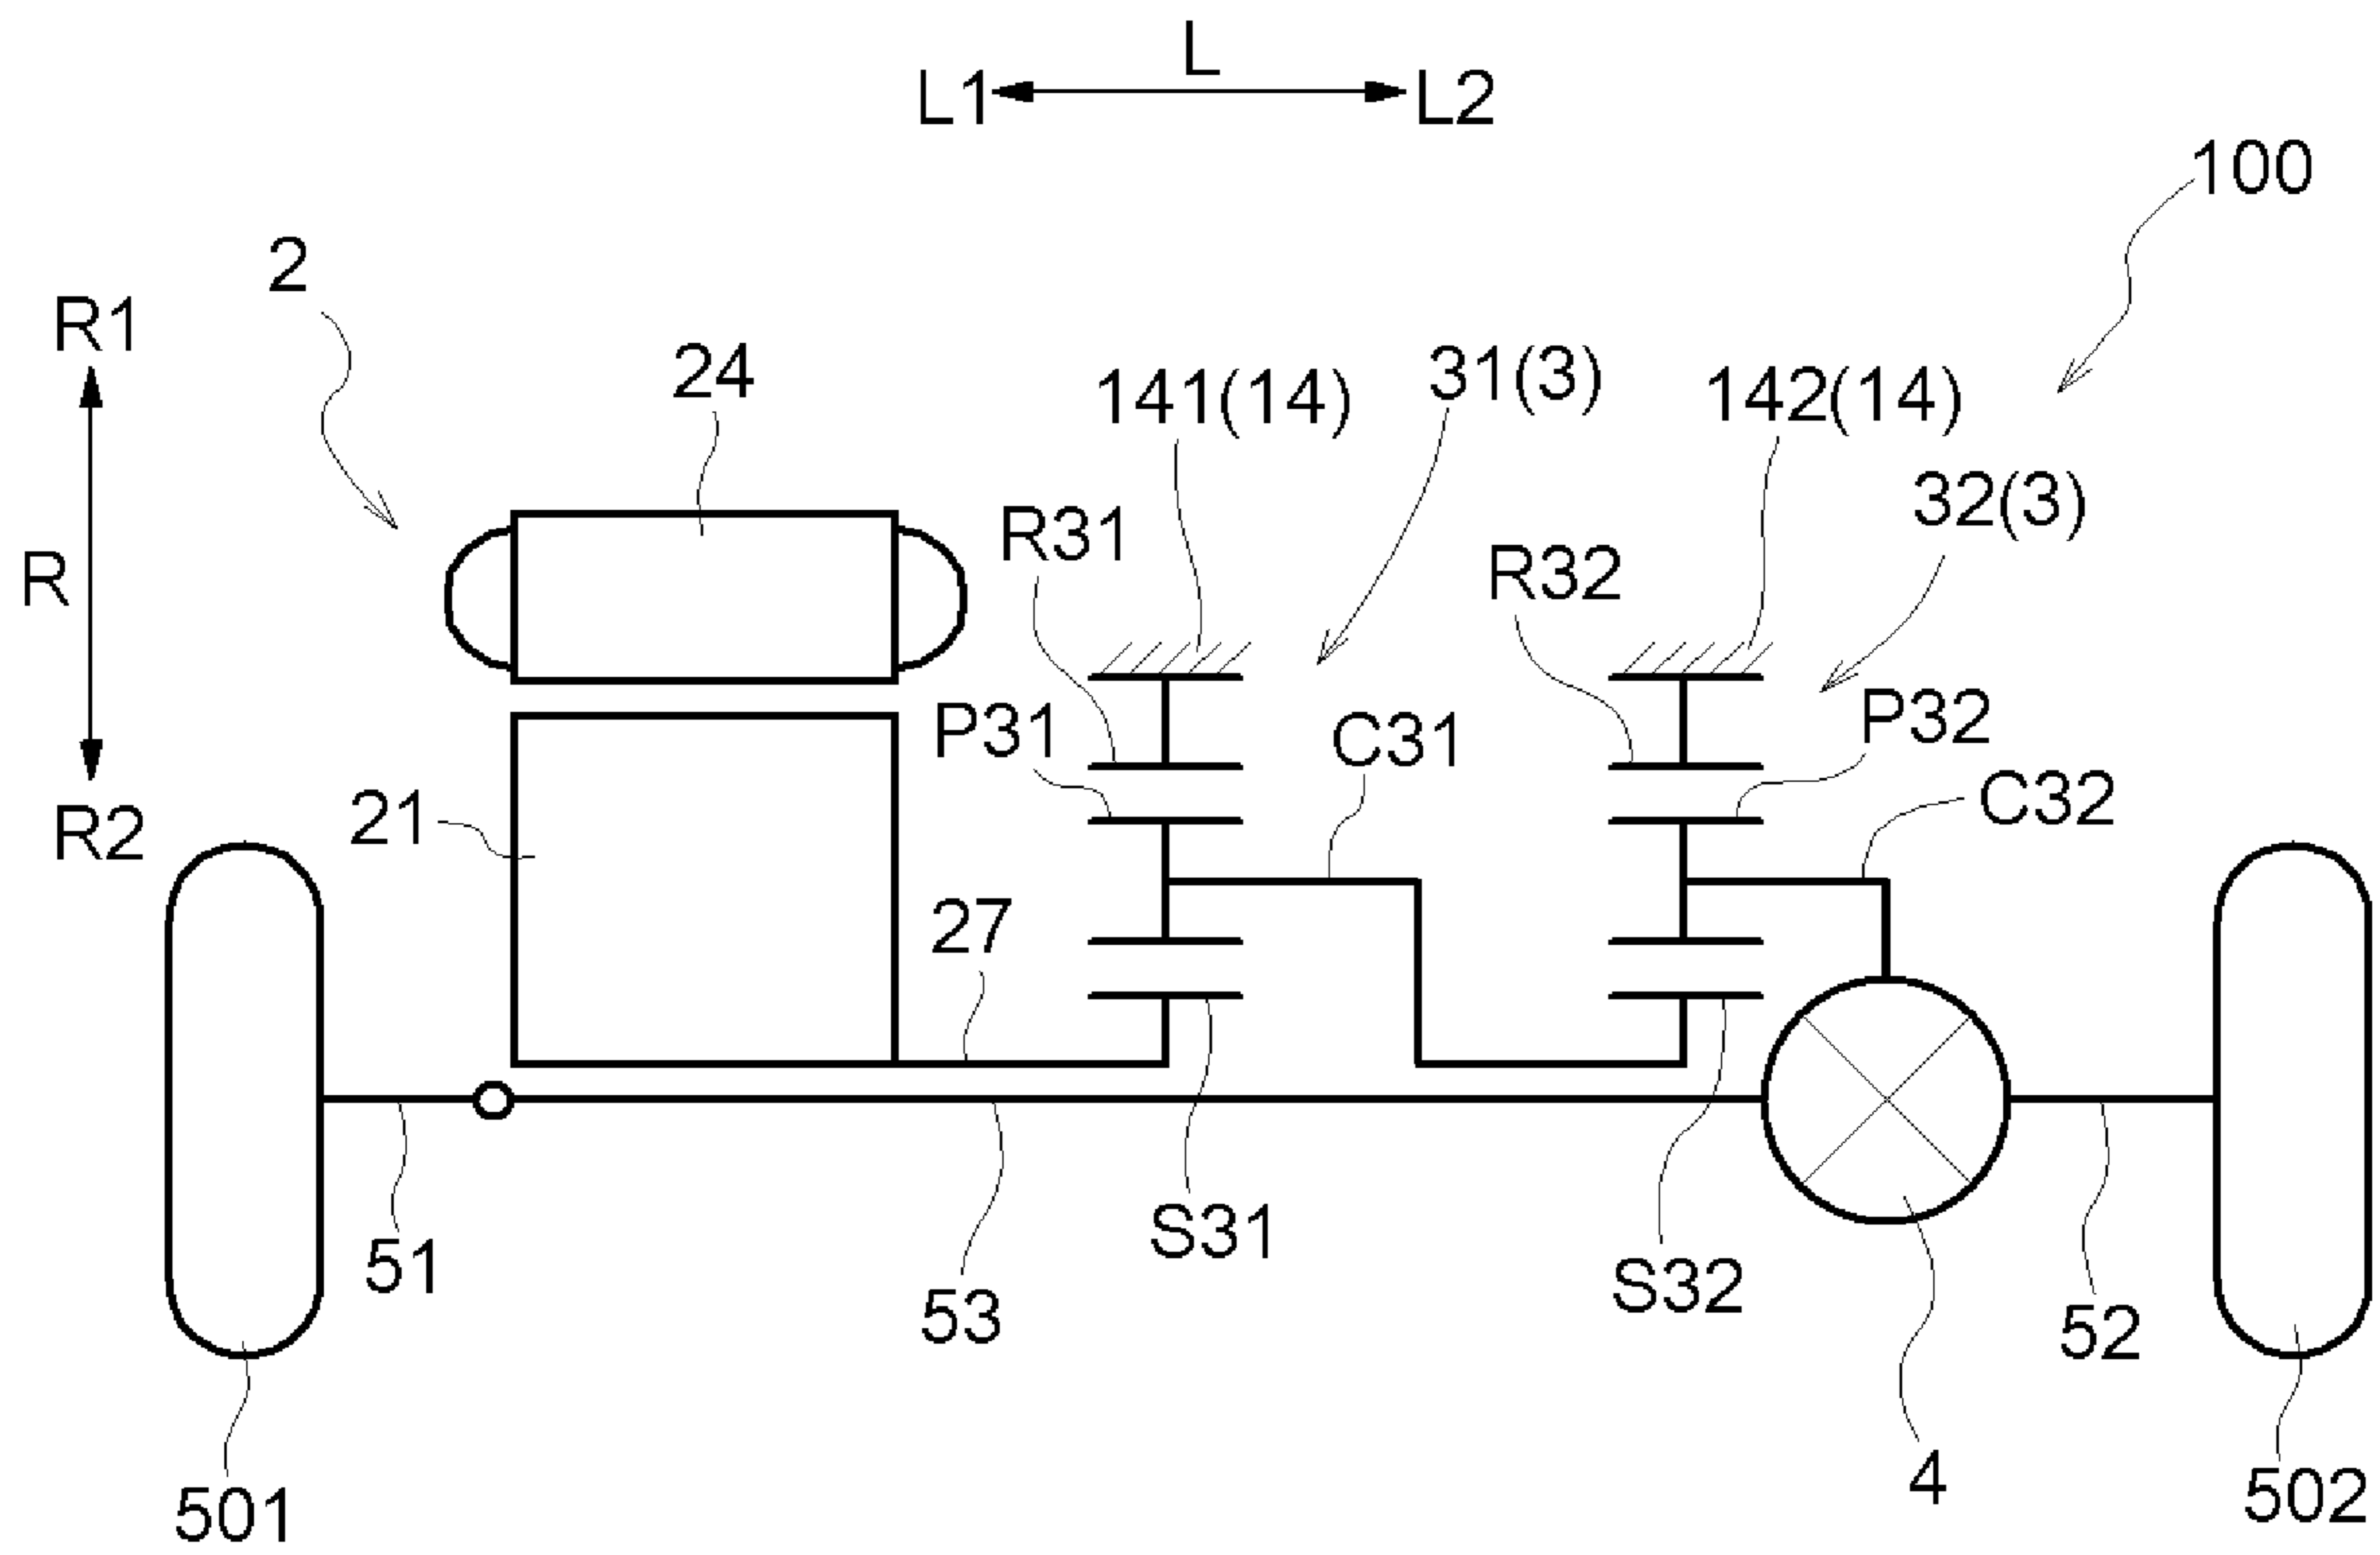 L
L1 L2
100
2
R1
24
141(14)
31(3)
142(14)
32(3)
R31
R32
R
P31
C31
P32
C32
21
R2
27
51
53
S31
S32
52
4
501
502